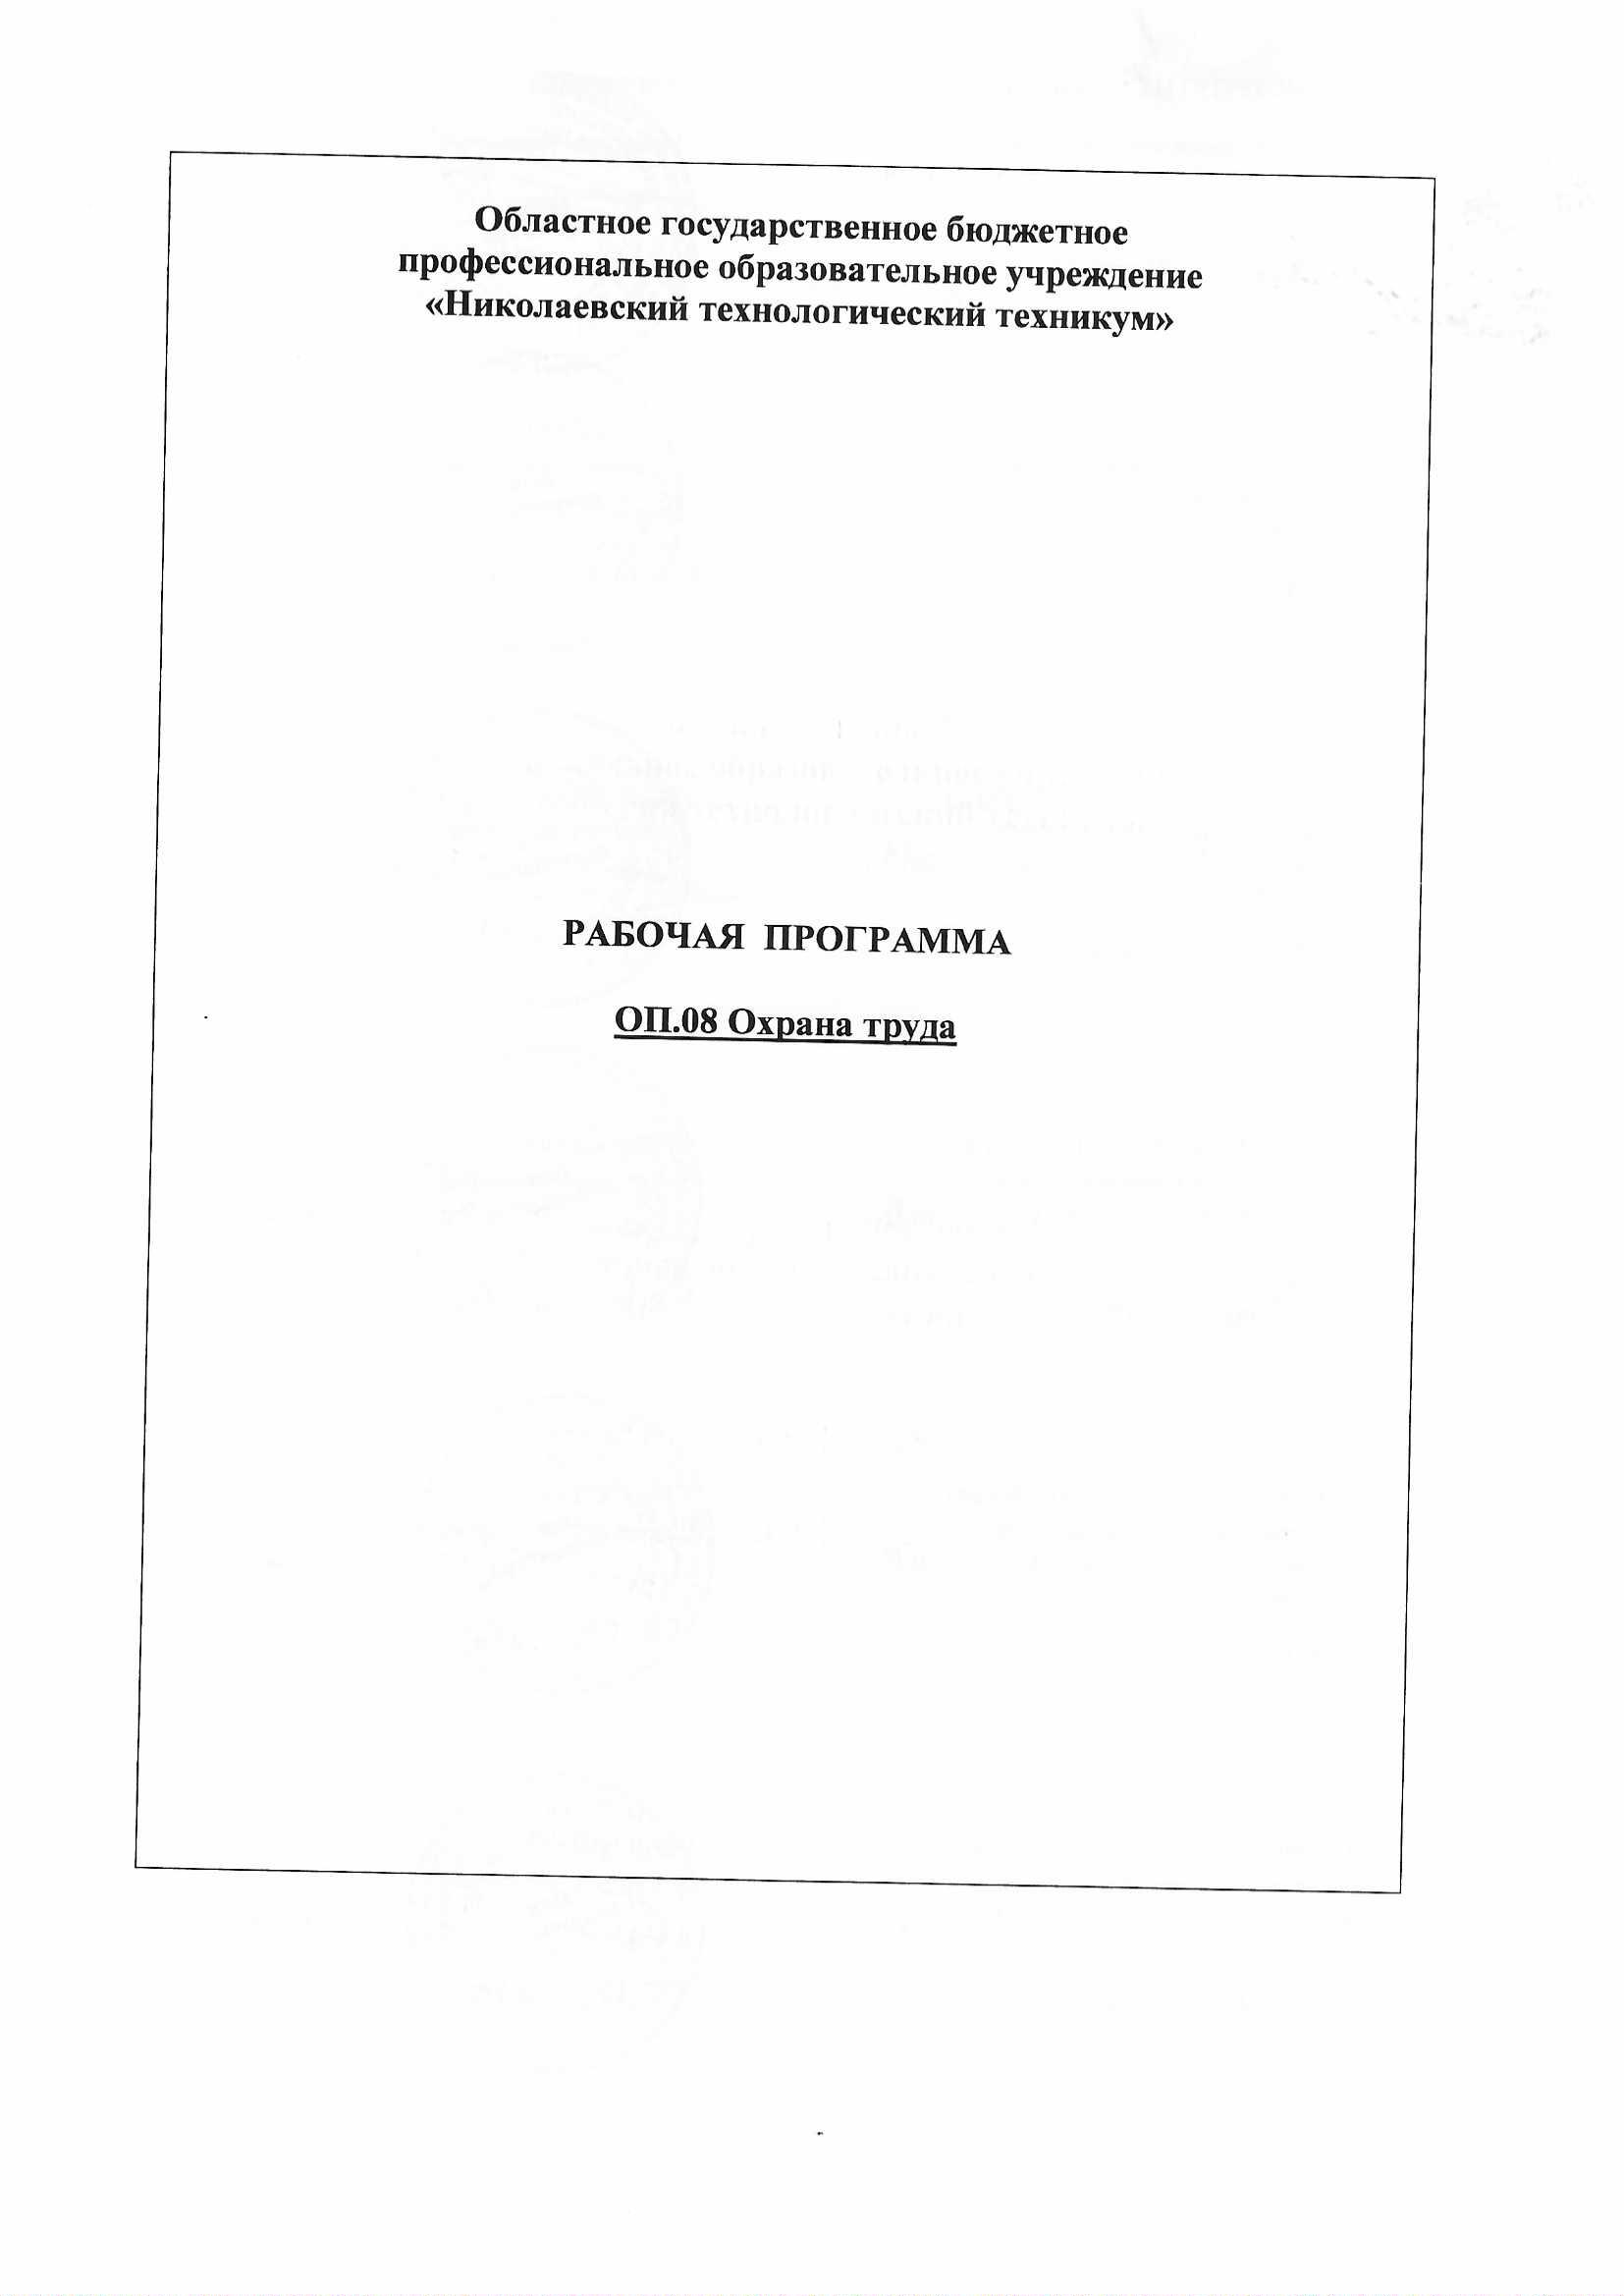 Областное государственное бюджетное
профессиональное образовательное учреждение
«Николаевский технологический техникум»
РАБОЧАЯ ПРОГРАММА
ОП.08 Охрана труда